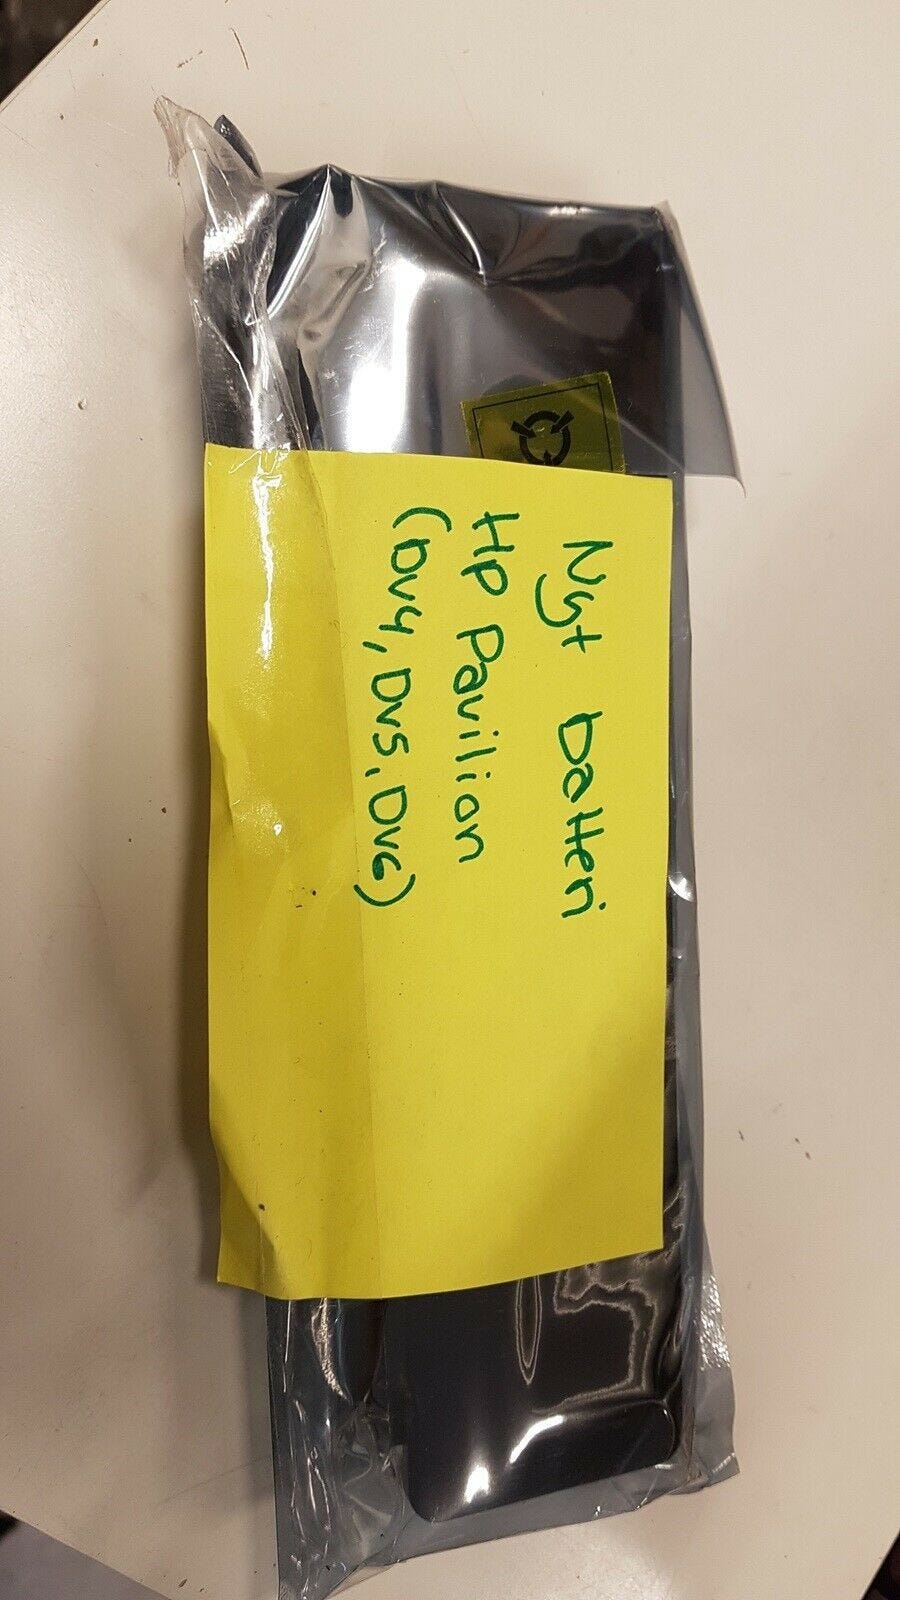 Nyt batteri
HP Pavilion
(Dv4, Dv5, Dv6)